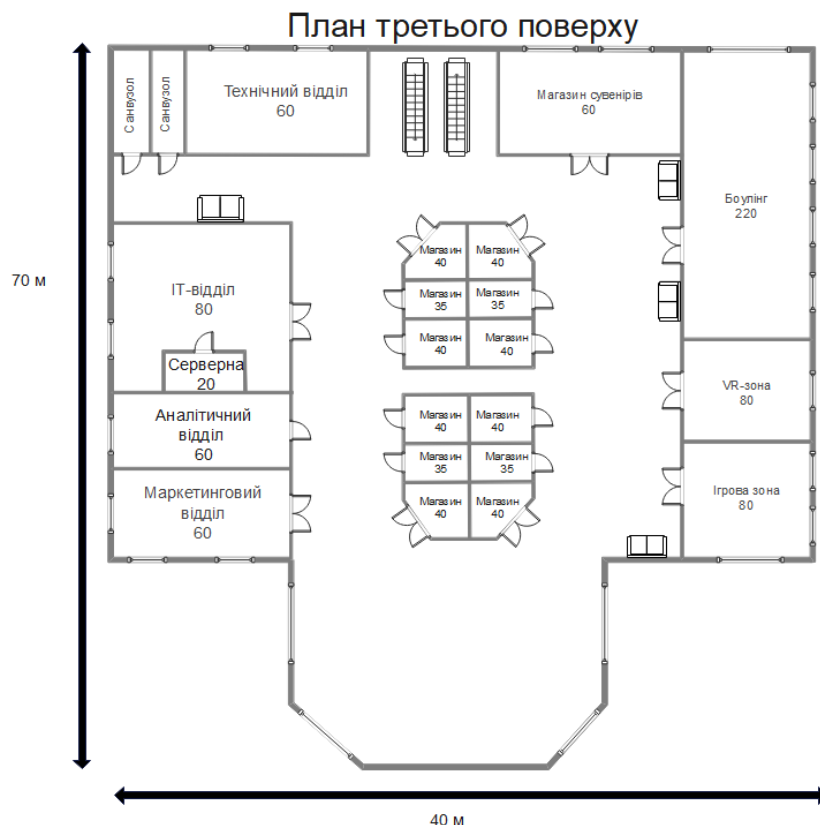 План третього поверху
Санвузол
Санвузол
Технічний відділ
60
Магазин сувенірів
60
Боулінг
220
70 м
ІТ-відділ
80
Серверна
20
Аналітичний
відділ
60
Маркетинговий
відділ
60
Магазин
40
Магазин
40
Магазин
35
Магазин
35
Магазин
40
Магазин
40
Магазин
40
Магазин
40
Магазин
35
Магазин
35
Магазин
40
Магазин
40
VR-зона
80
Ігрова зона
80
40 м